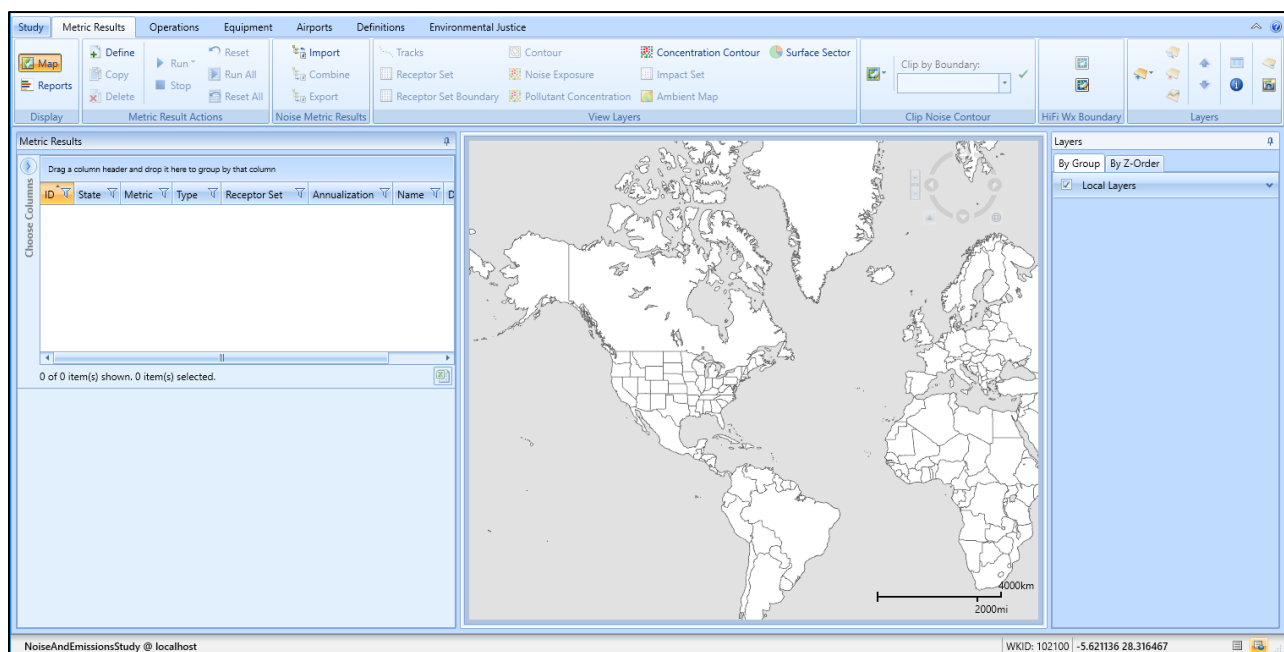 Study Metric Results Operations Equipment Airports Definitions Environmental Justice
Define Reset Import Tracks Contour Concentration Contour Surface Sector
Map Run Clip by Boundary:
Copy Run All Combine Receptor Set Noise Exposure Impact Set
Reports Stop
Delete Reset All Export Receptor Set Boundary Pollutant Concentration Ambient Map
Display Metric Result Actions Noise Metric Results View Layers Clip Noise Contour HiFi Wx Boundary Layers
Metric Results Layers
Drag a column header and drop it here to group by that column
By Group By Z-Order
Choose Columns
ID State Metric Type Receptor Set Annualization Name D
Local Layers
0 of 0 item(s) shown. 0 item(s) selected.
4000km
2000mi
NoiseAndEmissionsStudy @ localhost WKID: 102100 -5.621136 28.316467